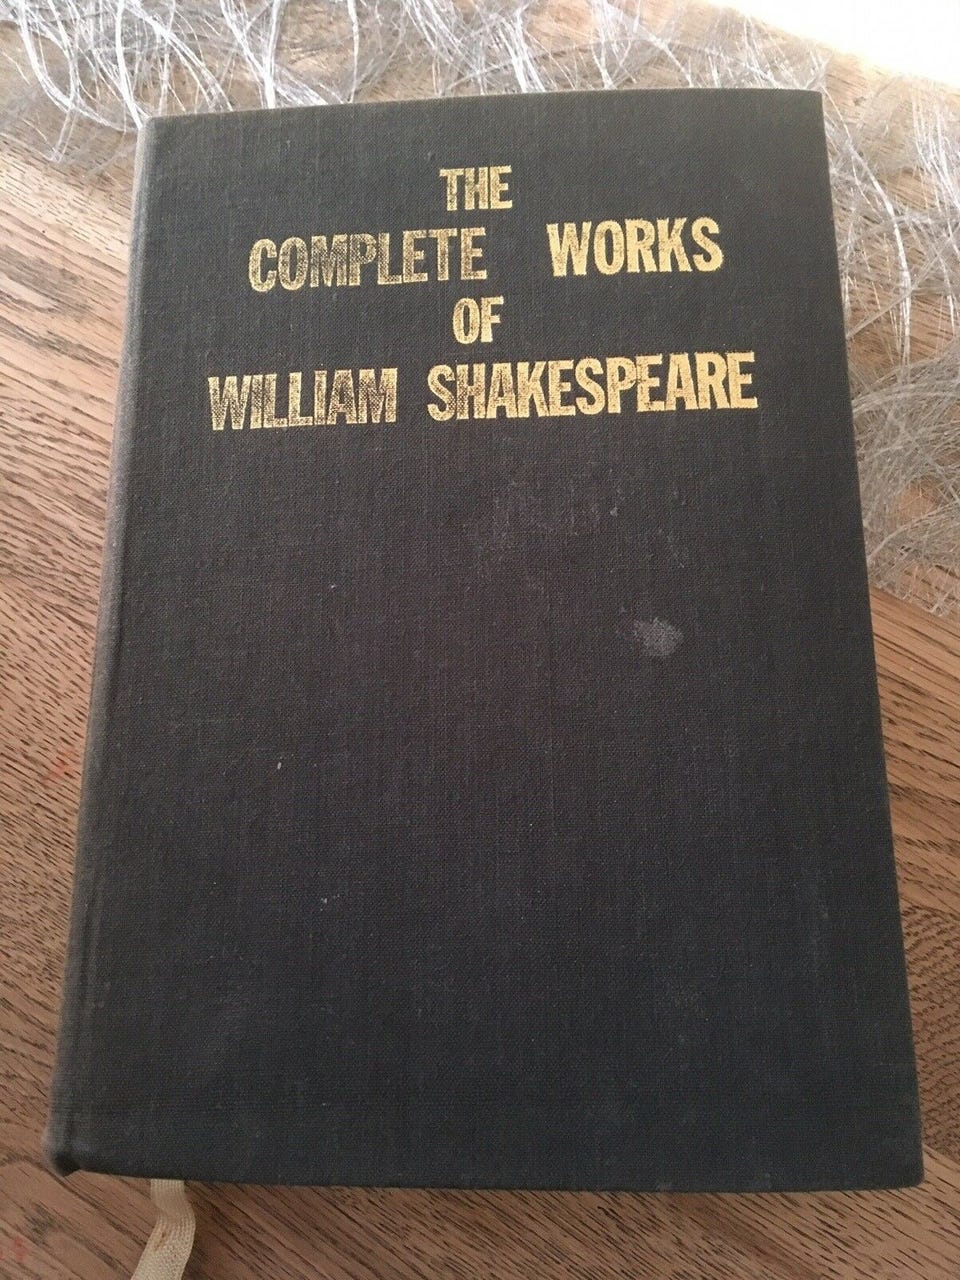 THE
COMPLETE WORKS
OF
WILLIAM SHAKESPEARE